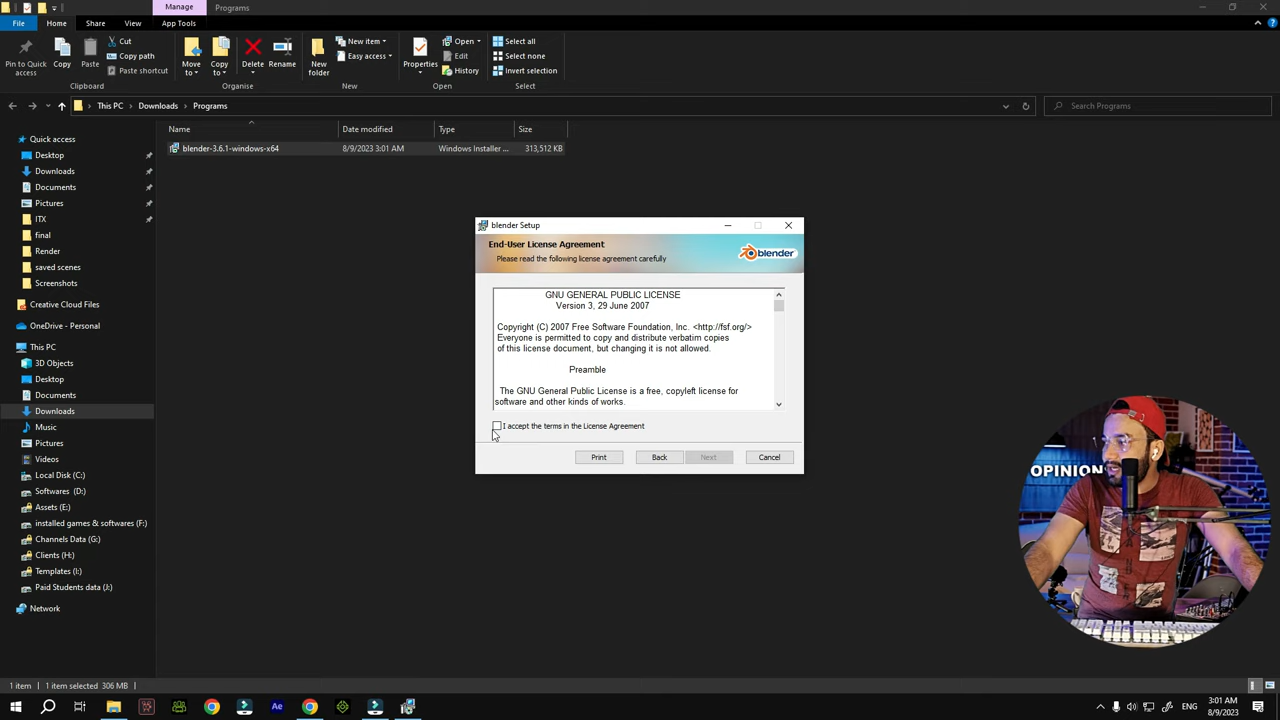 Manage
Programs
File
Home
Share
View
App Tools
Pin to Quick access
Copy
Paste
Cut
Copy path
Paste shortcut
Clipboard
Move to
Copy to
Delete
Rename
Organise
New folder
New item
Easy access
New
Properties
Open
Edit
History
Open
Select all
Select none
Invert selection
Select
This PC > Downloads > Programs
Search Programs
Name
Date modified
Type
Size
blender-3.6.1-windows-x64
8/9/2023 3:01 AM
Windows Installer ...
313,512 KB
Quick access
Desktop
Downloads
Documents
Pictures
ITX
final
Render
saved scenes
Screenshots
Creative Cloud Files
OneDrive - Personal
This PC
3D Objects
Desktop
Documents
Downloads
Music
Pictures
Videos
Local Disk (C:)
Softwares (D:)
Assets (E:)
installed games & softwares (F:)
Channels Data (G:)
Clients (H:)
Templates (I:)
Paid Students data (J:)
Network
blender Setup
End-User License Agreement
Please read the following license agreement carefully
blender
GNU GENERAL PUBLIC LICENSE
Version 3, 29 June 2007
Copyright (C) 2007 Free Software Foundation, Inc. <http://fsf.org/>
Everyone is permitted to copy and distribute verbatim copies
of this license document, but changing it is not allowed.
Preamble
The GNU General Public License is a free, copyleft license for
software and other kinds of works.
I accept the terms in the License Agreement
Print
Back
Next
Cancel
OPINION
1 item
1 item selected 306 MB
Ae
ENG
3:01 AM
8/9/2023